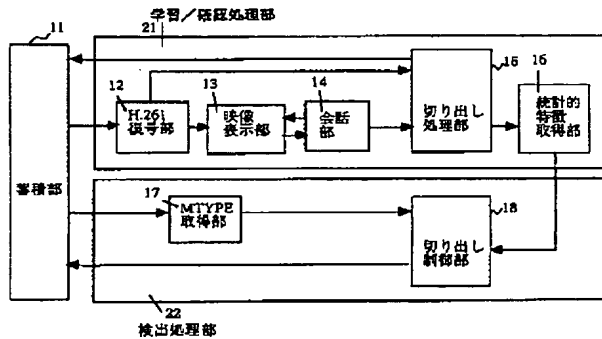 21 学習/確認処理部
11
12
H.261
復号部
13
映像
表示部
14
会話
部
15
切り出し
処理部
16
統計的
特徴
取得部
蓄積部
17
MTYPE
取得部
18
切り出し
制御部
22
検出処理部